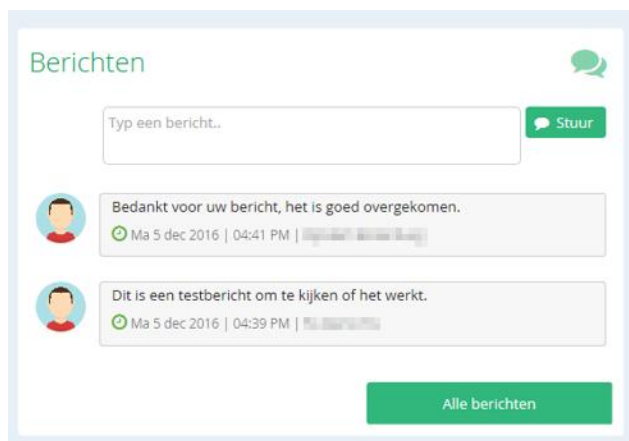 Berichten
Typ een bericht..
Stuur
Bedankt voor uw bericht, het is goed overgekomen.
Ma 5 dec 2016 | 04:41 PM |
Dit is een testbericht om te kijken of het werkt.
Ma 5 dec 2016 | 04:39 PM |
Alle berichten